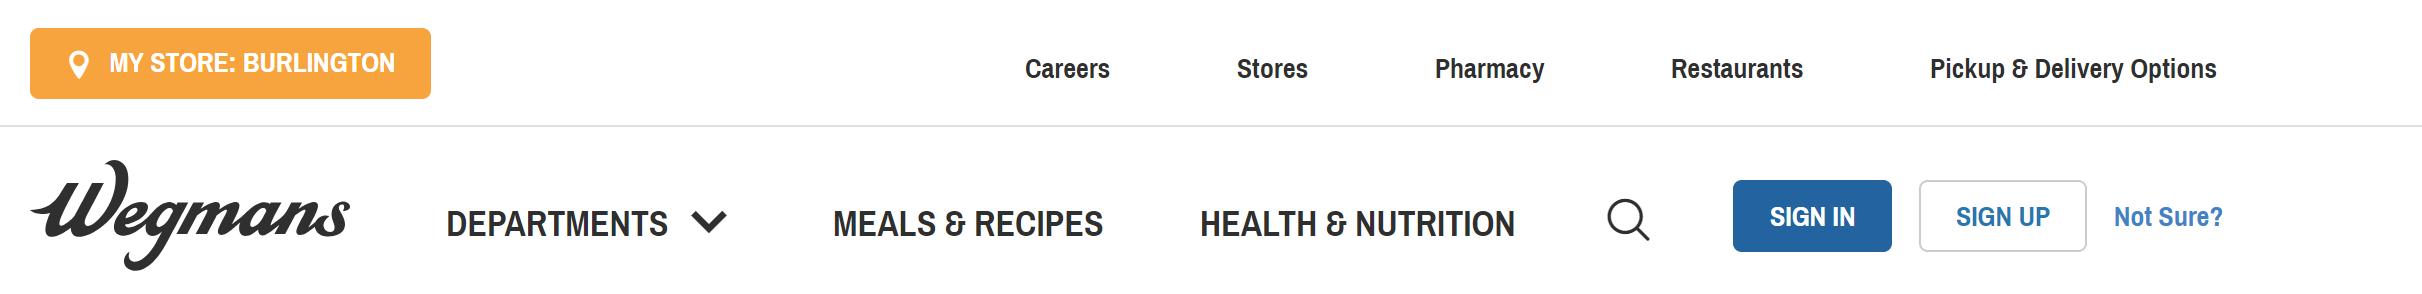 MY STORE: BURLINGTON Careers Stores Pharmacy Restaurants Pickup & Delivery Options
Wegmans DEPARTMENTS MEALS & RECIPES HEALTH & NUTRITION SIGN IN SIGN UP Not Sure?